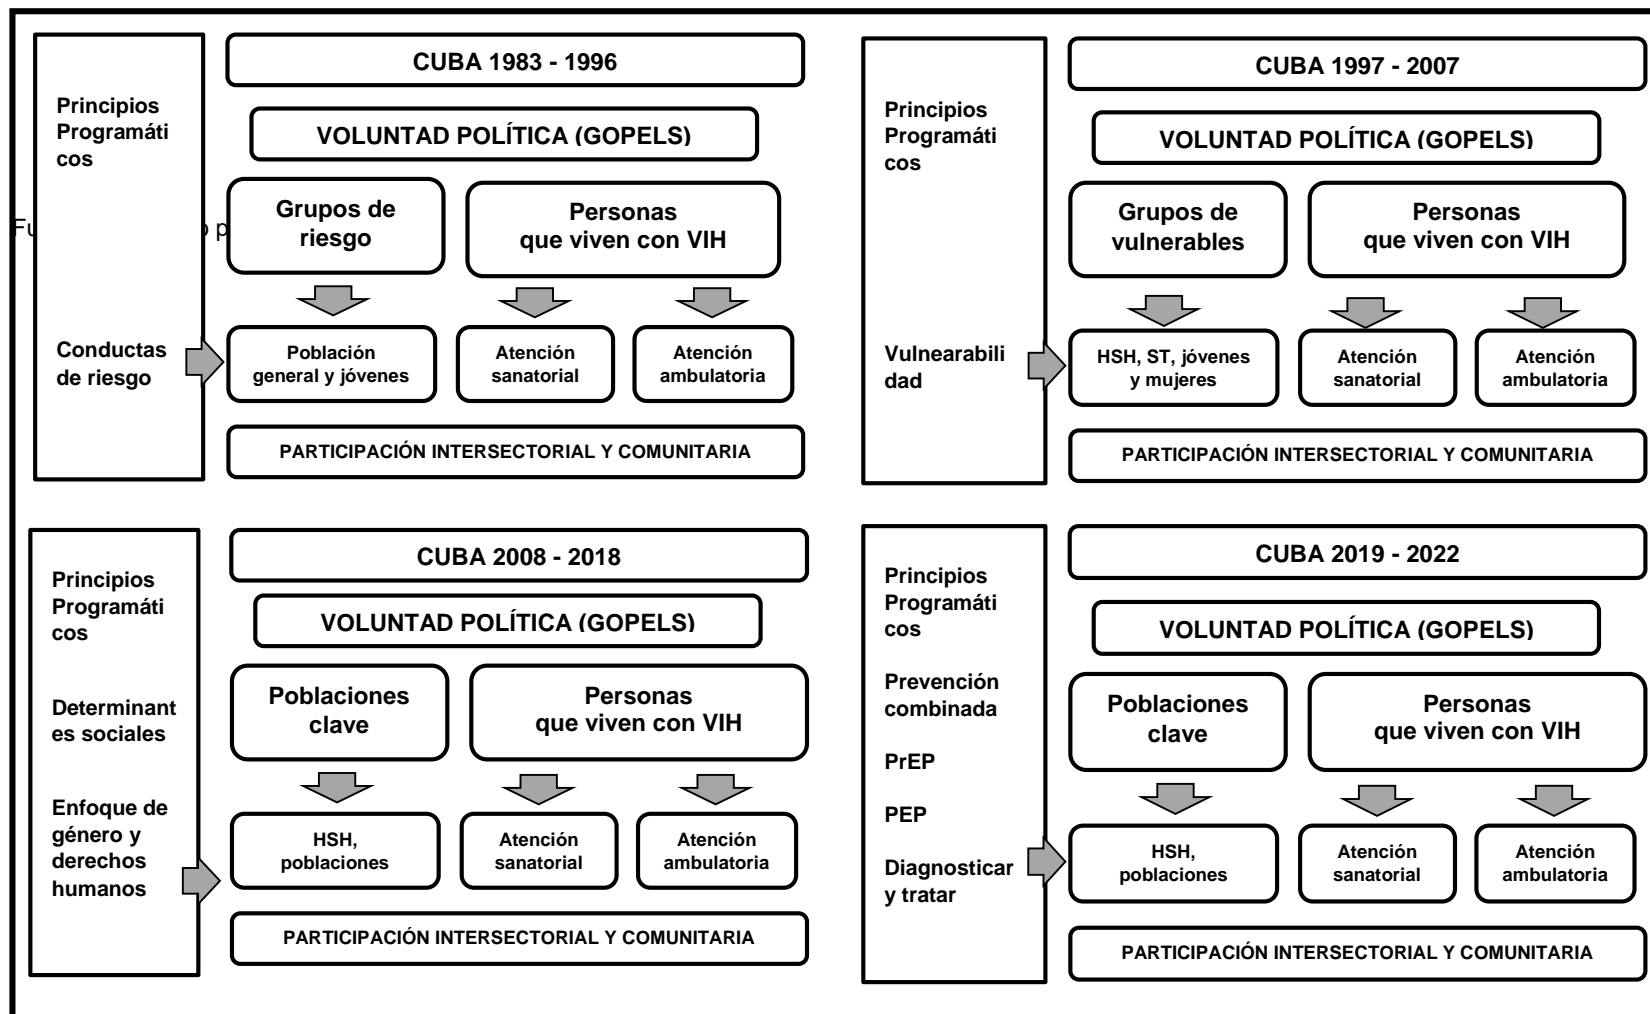 CUBA 1983 - 1996
Principios
Programáti
cos
VOLUNTAD POLÍTICA (GOPELS)
Grupos de
riesgo
Personas
que viven con VIH
Conductas
de riesgo
Población
general y jóvenes
Atención
sanatorial
Atención
ambulatoria
PARTICIPACIÓN INTERSECTORIAL Y COMUNITARIA
CUBA 1997 - 2007
Principios
Programáti
cos
VOLUNTAD POLÍTICA (GOPELS)
Grupos de
vulnerables
Personas
que viven con VIH
Vulnearabili
dad
HSH, ST, jóvenes
y mujeres
Atención
sanatorial
Atención
ambulatoria
PARTICIPACIÓN INTERSECTORIAL Y COMUNITARIA
CUBA 2008 - 2018
Principios
Programáti
cos
Determinant
es sociales
Enfoque de
género y
derechos
humanos
VOLUNTAD POLÍTICA (GOPELS)
Poblaciones
clave
Personas
que viven con VIH
HSH,
poblaciones
Atención
sanatorial
Atención
ambulatoria
PARTICIPACIÓN INTERSECTORIAL Y COMUNITARIA
CUBA 2019 - 2022
Principios
Programáti
cos
Prevención
combinada
PrEP
PEP
Diagnosticar
y tratar
VOLUNTAD POLÍTICA (GOPELS)
Poblaciones
clave
Personas
que viven con VIH
HSH,
poblaciones
Atención
sanatorial
Atención
ambulatoria
PARTICIPACIÓN INTERSECTORIAL Y COMUNITARIA